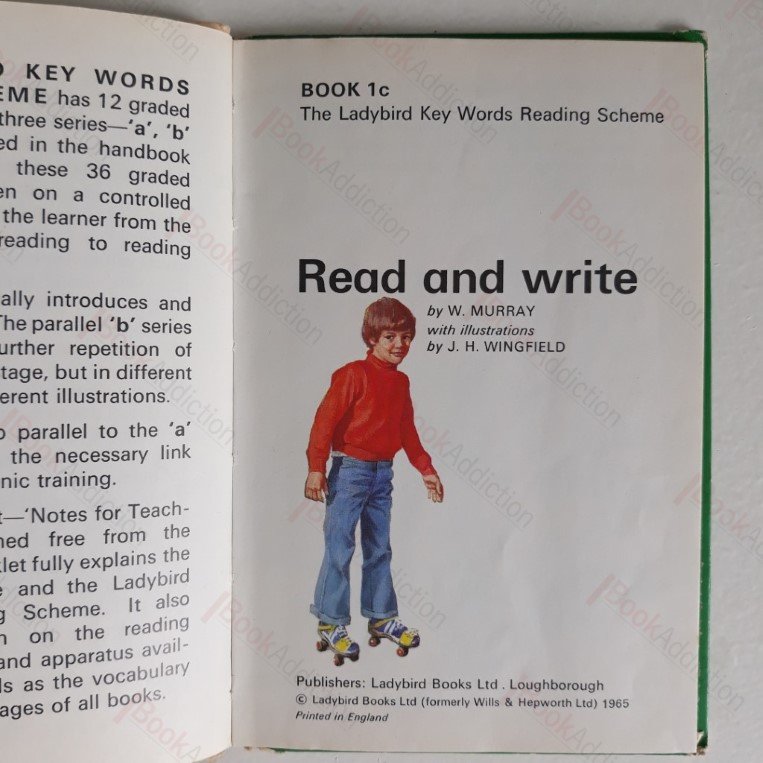 KEY WORDS
EME has 12 graded
three series—'a', 'b'
ed in the handbook
these 36 graded
en on a controlled
the learner from the
reading to reading
ally introduces and
The parallel 'b' series
urther repetition of
tage, but in different
erent illustrations.
o parallel to the 'a'
the necessary link
nic training.
t—'Notes for Teach-
ned free from the
klet fully explains the
e and the Ladybird
g Scheme. It also
n on the reading
and apparatus avail-
ls as the vocabulary
ages of all books.
BOOK 1c
The Ladybird Key Words Reading Scheme
Read and write
by W. MURRAY
with illustrations
by J. H. WINGFIELD
Publishers: Ladybird Books Ltd . Loughborough
© Ladybird Books Ltd (formerly Wills & Hepworth Ltd) 1965
Printed in England
BookAddiction